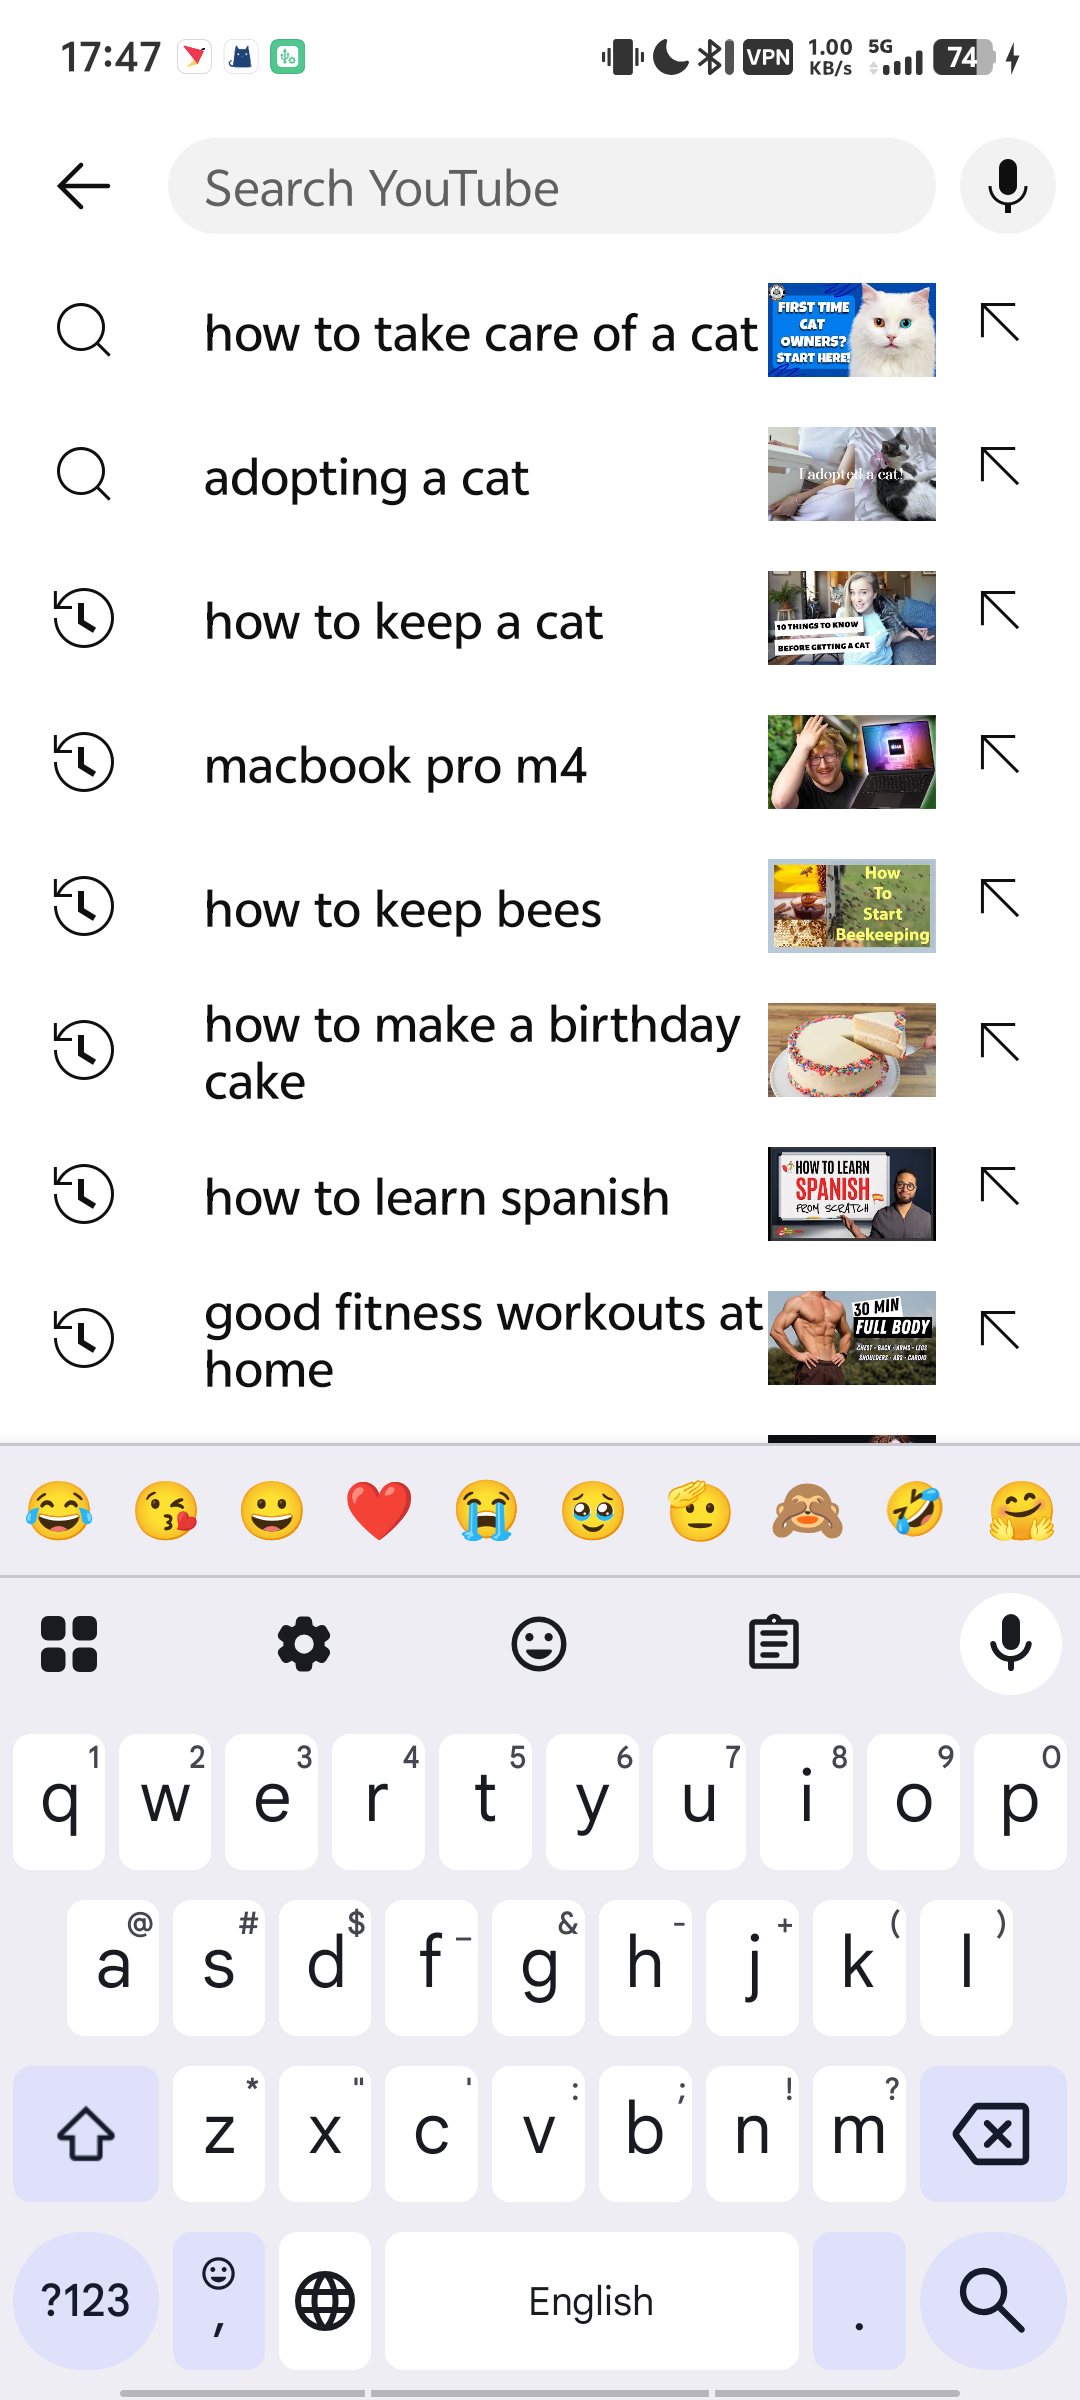 17:47
VPN
1.00
KB/s
5G
74
Search YouTube
how to take care of a cat
FIRST TIME
CAT
OWNERS?
START HERE!
adopting a cat
I adopted a cat!
how to keep a cat
10 THINGS TO KNOW
BEFORE GETTING A CAT
macbook pro m4
how to keep bees
How
To
Start
Beekeeping
how to make a birthday
cake
how to learn spanish
HOW TO LEARN
SPANISH
FROM SCRATCH
good fitness workouts at
home
30 MIN
FULL BODY
CHEST • BACK • ARMS • LEGS
SHOULDERS • ABS • CARDIO
1 2 3 4 5 6 7 8 9 0
q w e r t y u i o p
@ # $ _ & - + ( )
a s d f g h j k l
* " ' : ; ! ?
z x c v b n m
?123 , English .